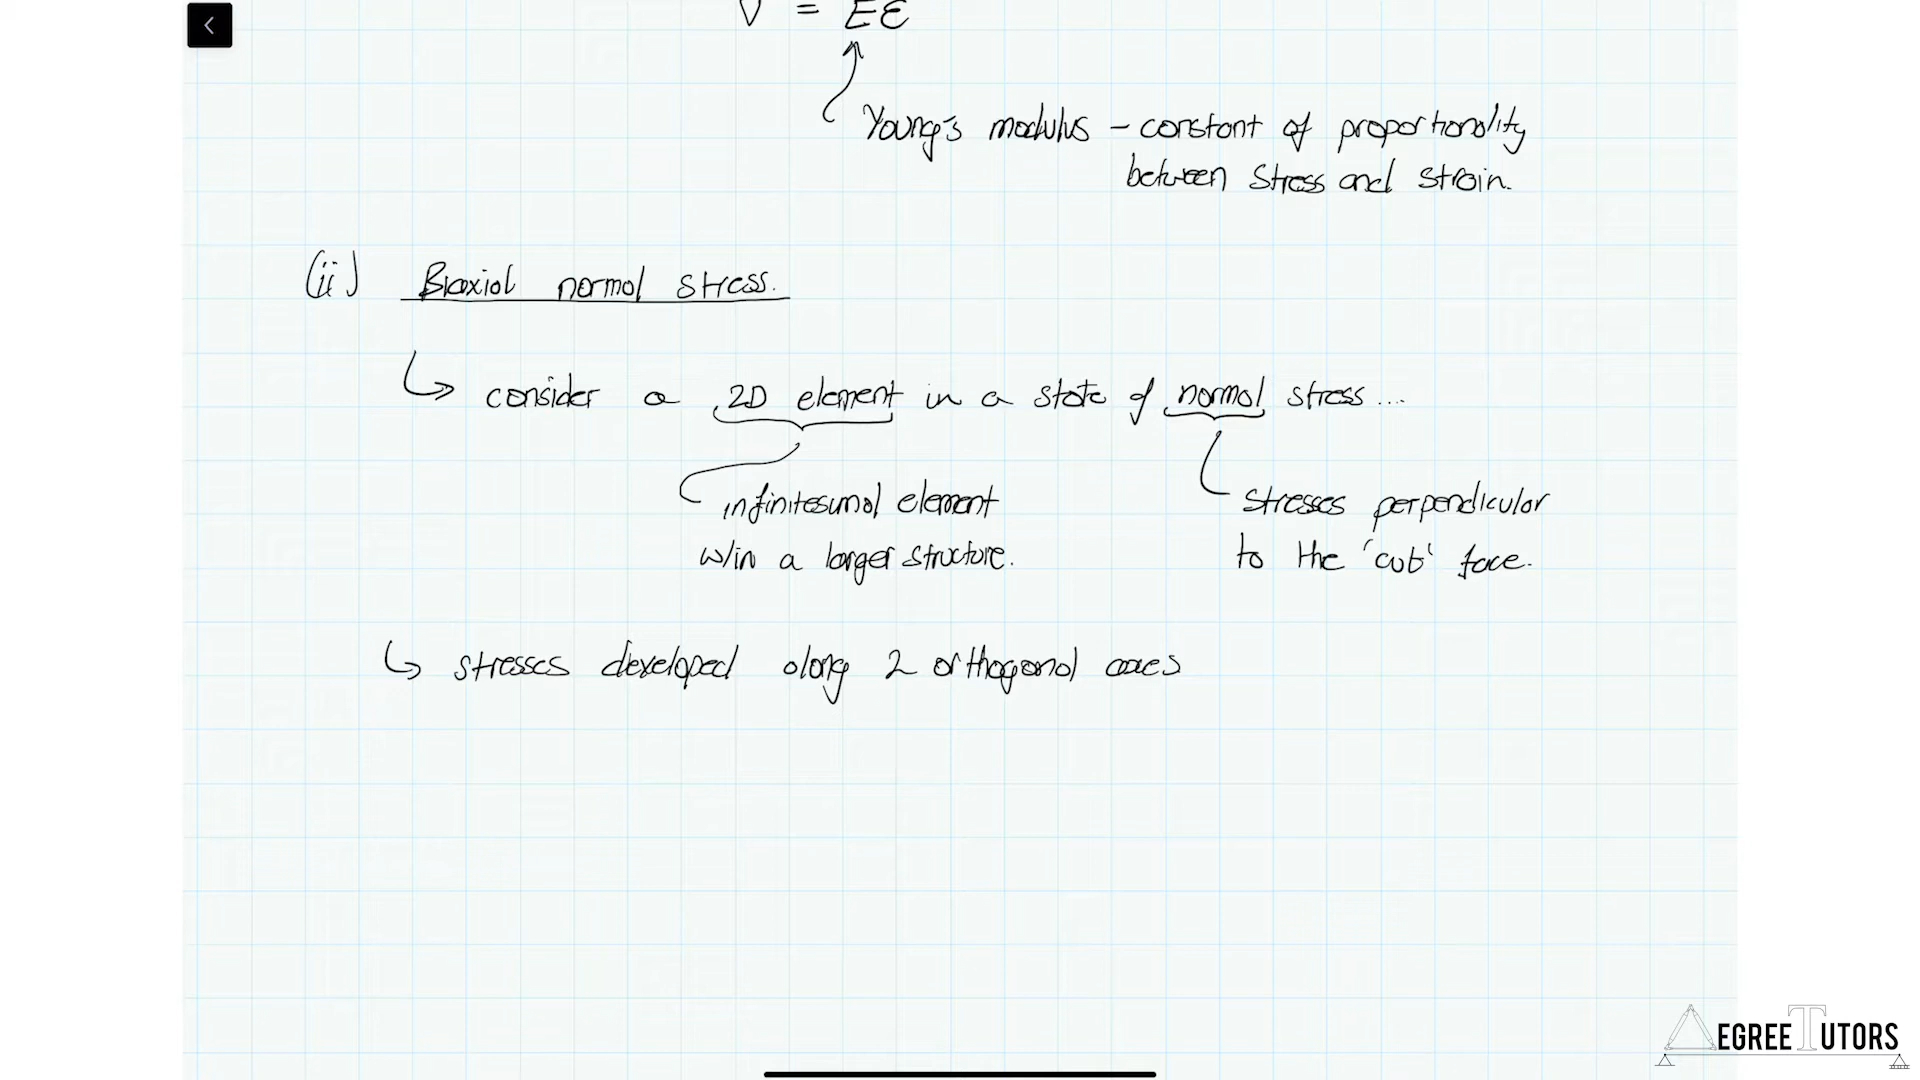 σ = Eε
Young's modulus – constant of proportionality
between stress and strain.
(ii) Biaxial normal stress.
↳ consider a 2D element in a state of normal stress ....
infinitesimal element
w/in a larger structure.
stresses perpendicular
to the 'cut' face.
↳ stresses developed along 2 orthogonal axes
DEGREETUTORS